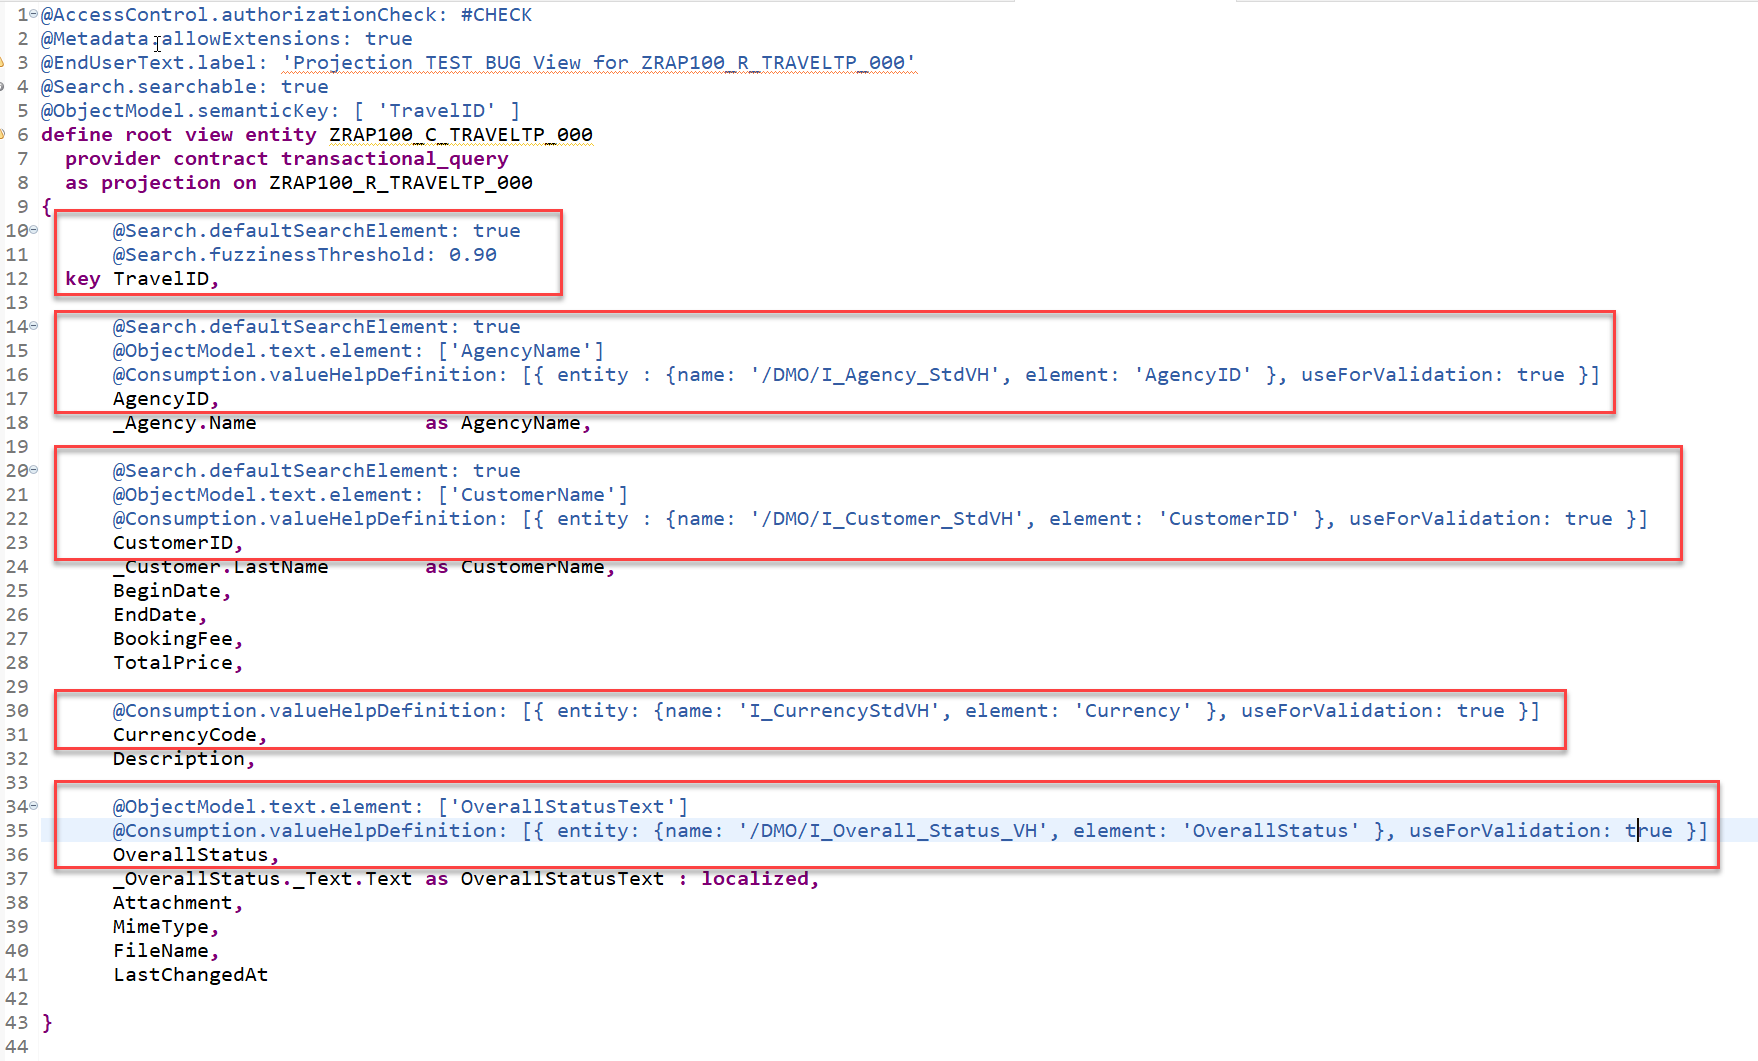 1 @AccessControl.authorizationCheck: #CHECK
2 @Metadata.allowExtensions: true
3 @EndUserText.label: 'Projection TEST BUG View for ZRAP100_R_TRAVELTP_000'
4 @Search.searchable: true
5 @ObjectModel.semanticKey: [ 'TravelID' ]
6 define root view entity ZRAP100_C_TRAVELTP_000
7   provider contract transactional_query
8   as projection on ZRAP100_R_TRAVELTP_000
9 {
10       @Search.defaultSearchElement: true
11       @Search.fuzzinessThreshold: 0.90
12   key TravelID,
13
14       @Search.defaultSearchElement: true
15       @ObjectModel.text.element: ['AgencyName']
16       @Consumption.valueHelpDefinition: [{ entity : {name: '/DMO/I_Agency_StdVH', element: 'AgencyID' }, useForValidation: true }]
17       AgencyID,
18       _Agency.Name              as AgencyName,
19
20       @Search.defaultSearchElement: true
21       @ObjectModel.text.element: ['CustomerName']
22       @Consumption.valueHelpDefinition: [{ entity : {name: '/DMO/I_Customer_StdVH', element: 'CustomerID' }, useForValidation: true }]
23       CustomerID,
24       _Customer.LastName        as CustomerName,
25       BeginDate,
26       EndDate,
27       BookingFee,
28       TotalPrice,
29
30       @Consumption.valueHelpDefinition: [{ entity: {name: 'I_CurrencyStdVH', element: 'Currency' }, useForValidation: true }]
31       CurrencyCode,
32       Description,
33
34       @ObjectModel.text.element: ['OverallStatusText']
35       @Consumption.valueHelpDefinition: [{ entity: {name: '/DMO/I_Overall_Status_VH', element: 'OverallStatus' }, useForValidation: true }]
36       OverallStatus,
37       _OverallStatus._Text.Text as OverallStatusText : localized,
38       Attachment,
39       MimeType,
40       FileName,
41       LastChangedAt
42
43 }
44